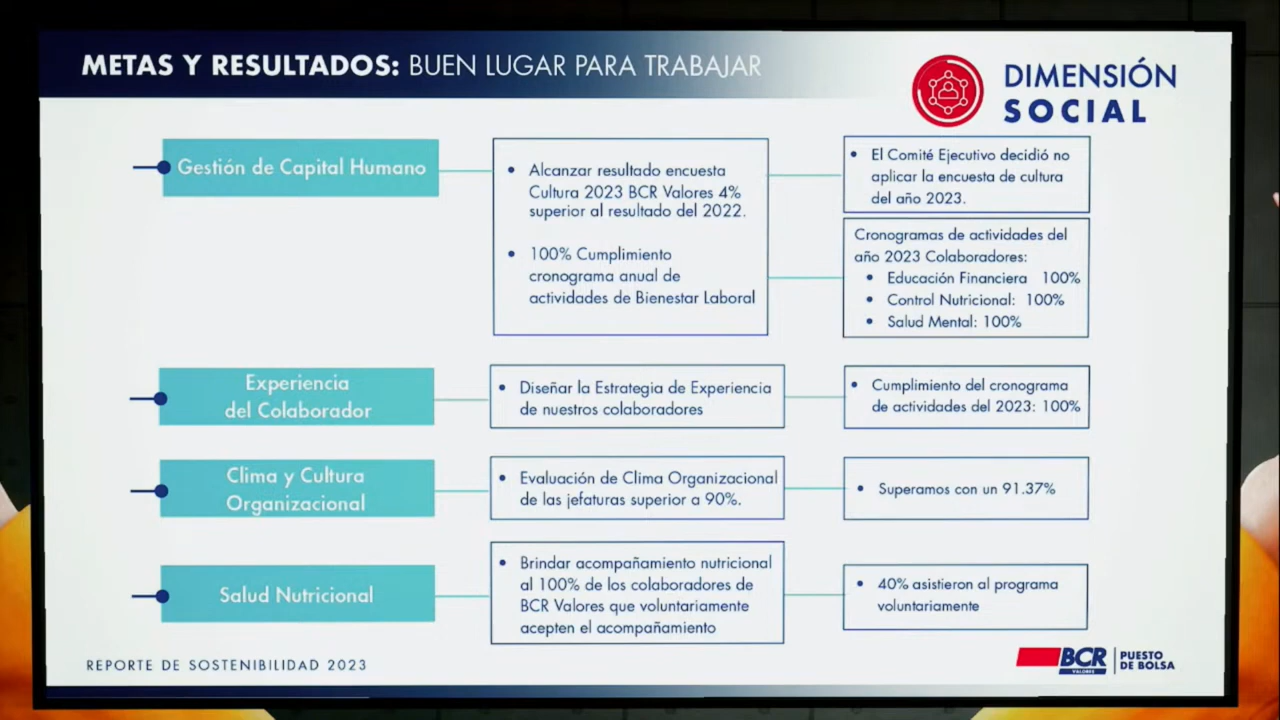 METAS Y RESULTADOS: BUEN LUGAR PARA TRABAJAR
DIMENSIÓN
SOCIAL
Gestión de Capital Humano
• Alcanzar resultado encuesta
Cultura 2023 BCR Valores 4%
superior al resultado del 2022.
• 100% Cumplimiento
cronograma anual de
actividades de Bienestar Laboral
• El Comité Ejecutivo decidió no
aplicar la encuesta de cultura
del año 2023.
Cronogramas de actividades del
año 2023 Colaboradores:
• Educación Financiera 100%
• Control Nutricional: 100%
• Salud Mental: 100%
Experiencia
del Colaborador
• Diseñar la Estrategia de Experiencia
de nuestros colaboradores
• Cumplimiento del cronograma
de actividades del 2023: 100%
Clima y Cultura
Organizacional
• Evaluación de Clima Organizacional
de las jefaturas superior a 90%.
• Superamos con un 91.37%
Salud Nutricional
• Brindar acompañamiento nutricional
al 100% de los colaboradores de
BCR Valores que voluntariamente
acepten el acompañamiento
• 40% asistieron al programa
voluntariamente
REPORTE DE SOSTENIBILIDAD 2023
BCR
VALORES
PUESTO
DE BOLSA